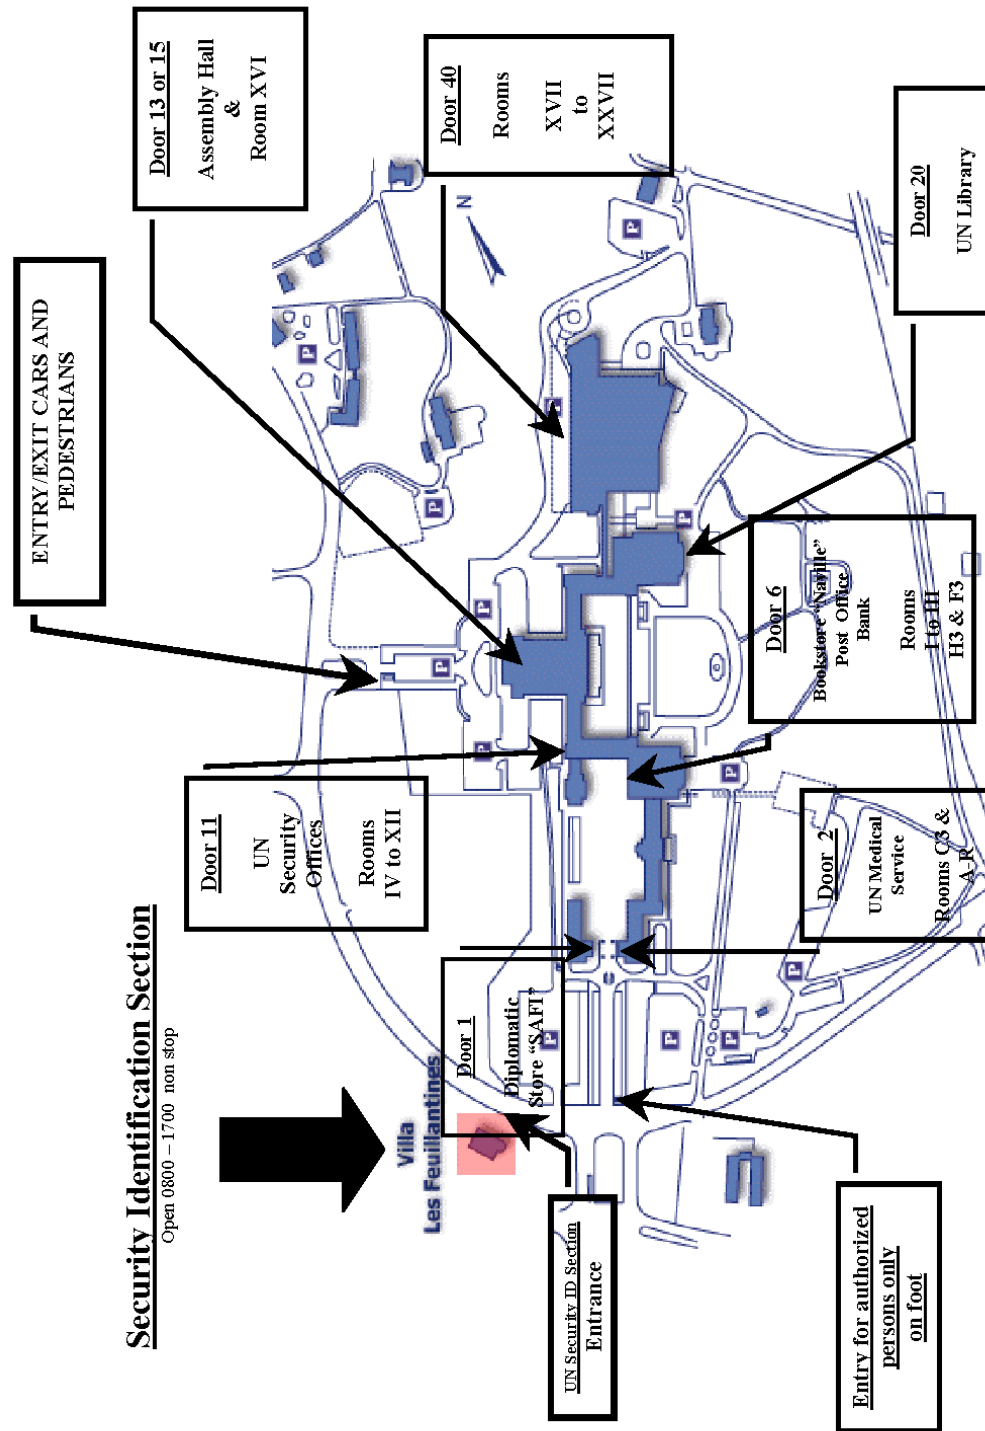 Security Identification Section
Open 0800 – 1700 non stop
Villa
Les Feuillantines
UN Security ID Section
Entrance
Entry for authorized
persons only
on foot
Door 1
Diplomatic
Store “SAFI”
Door 11
UN
Security
Offices
Rooms
IV to XII
ENTRY/EXIT CARS AND
PEDESTRIANS
Door 13 or 15
Assembly Hall
&
Room XVI
Door 40
Rooms
XVII
to
XXVII
Door 20
UN Library
Door 6
Bookstore “Naville”
Post Office
Bank
Rooms
I to III
H3 & F3
Door 2
UN Medical
Service
Rooms C3 &
A-R
N
P
P
P
P
P
P
P
P
P
P
P
P
P
P